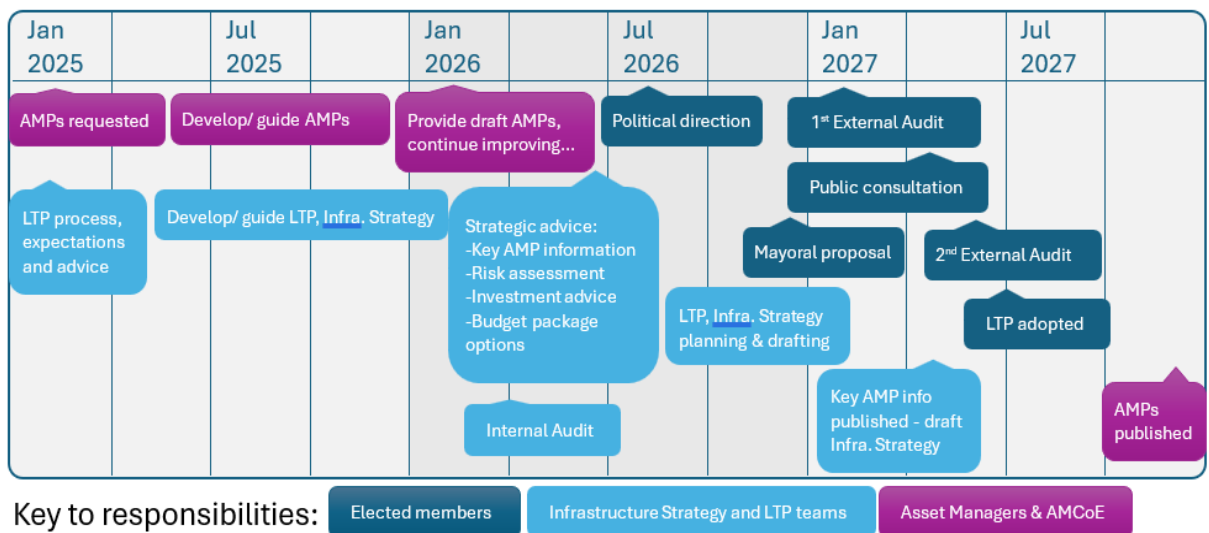 Jan
2025
Jul
2025
Jan
2026
Jul
2026
Jan
2027
Jul
2027
AMPs requested
Develop/ guide AMPs
Provide draft AMPs,
continue improving...
Political direction
1st External Audit
Public consultation
LTP process,
expectations
and advice
Develop/ guide LTP, Infra. Strategy
Strategic advice:
-Key AMP information
-Risk assessment
-Investment advice
-Budget package
options
Mayoral proposal
2nd External Audit
LTP, Infra. Strategy
planning & drafting
LTP adopted
Internal Audit
Key AMP info
published - draft
Infra. Strategy
AMPs
published
Key to responsibilities:
Elected members
Infrastructure Strategy and LTP teams
Asset Managers & AMCoE